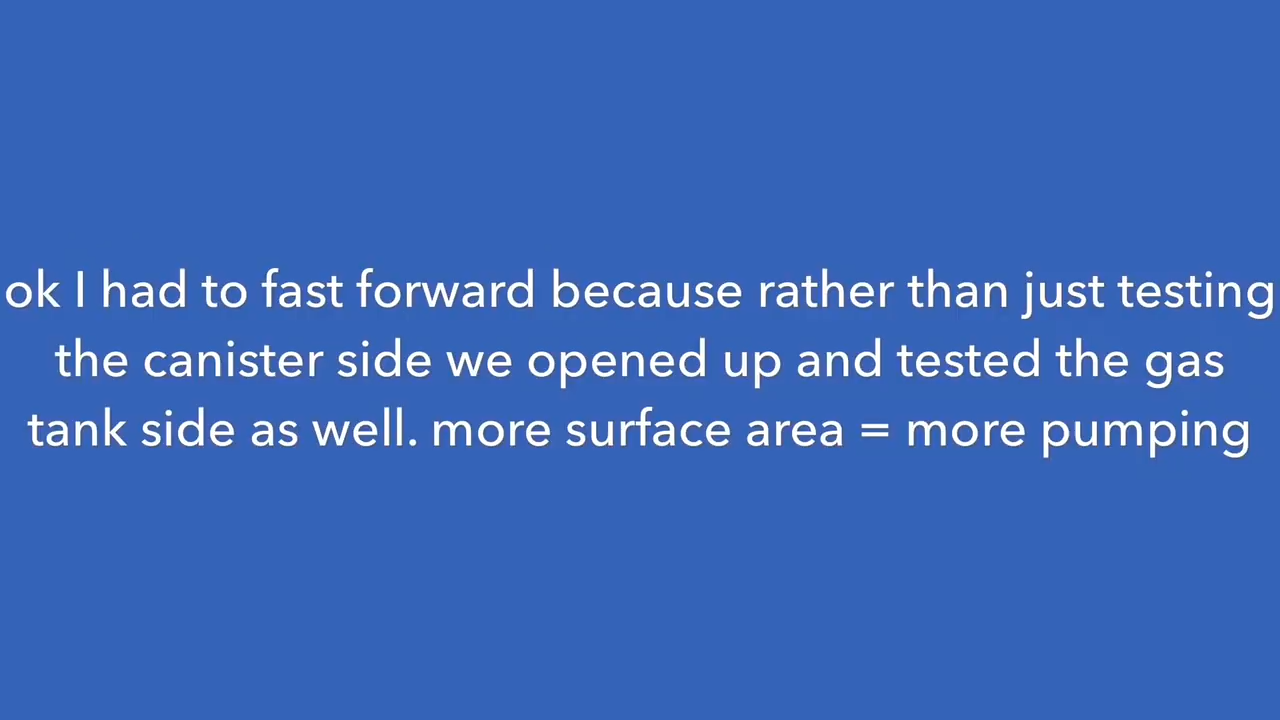 ok I had to fast forward because rather than just testing
the canister side we opened up and tested the gas
tank side as well. more surface area = more pumping